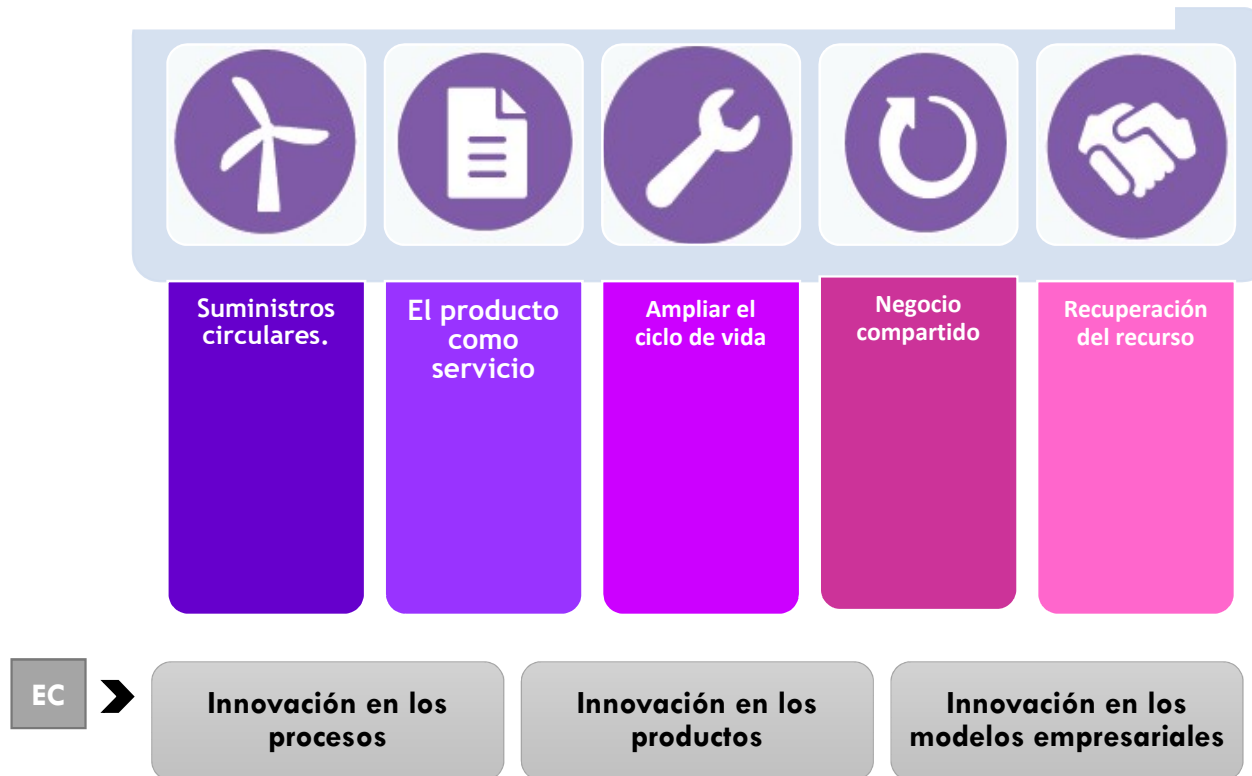 Suministros
circulares.
El producto
como
servicio
Ampliar el
ciclo de vida
Negocio
compartido
Recuperación
del recurso
EC
Innovación en los
procesos
Innovación en los
productos
Innovación en los
modelos empresariales